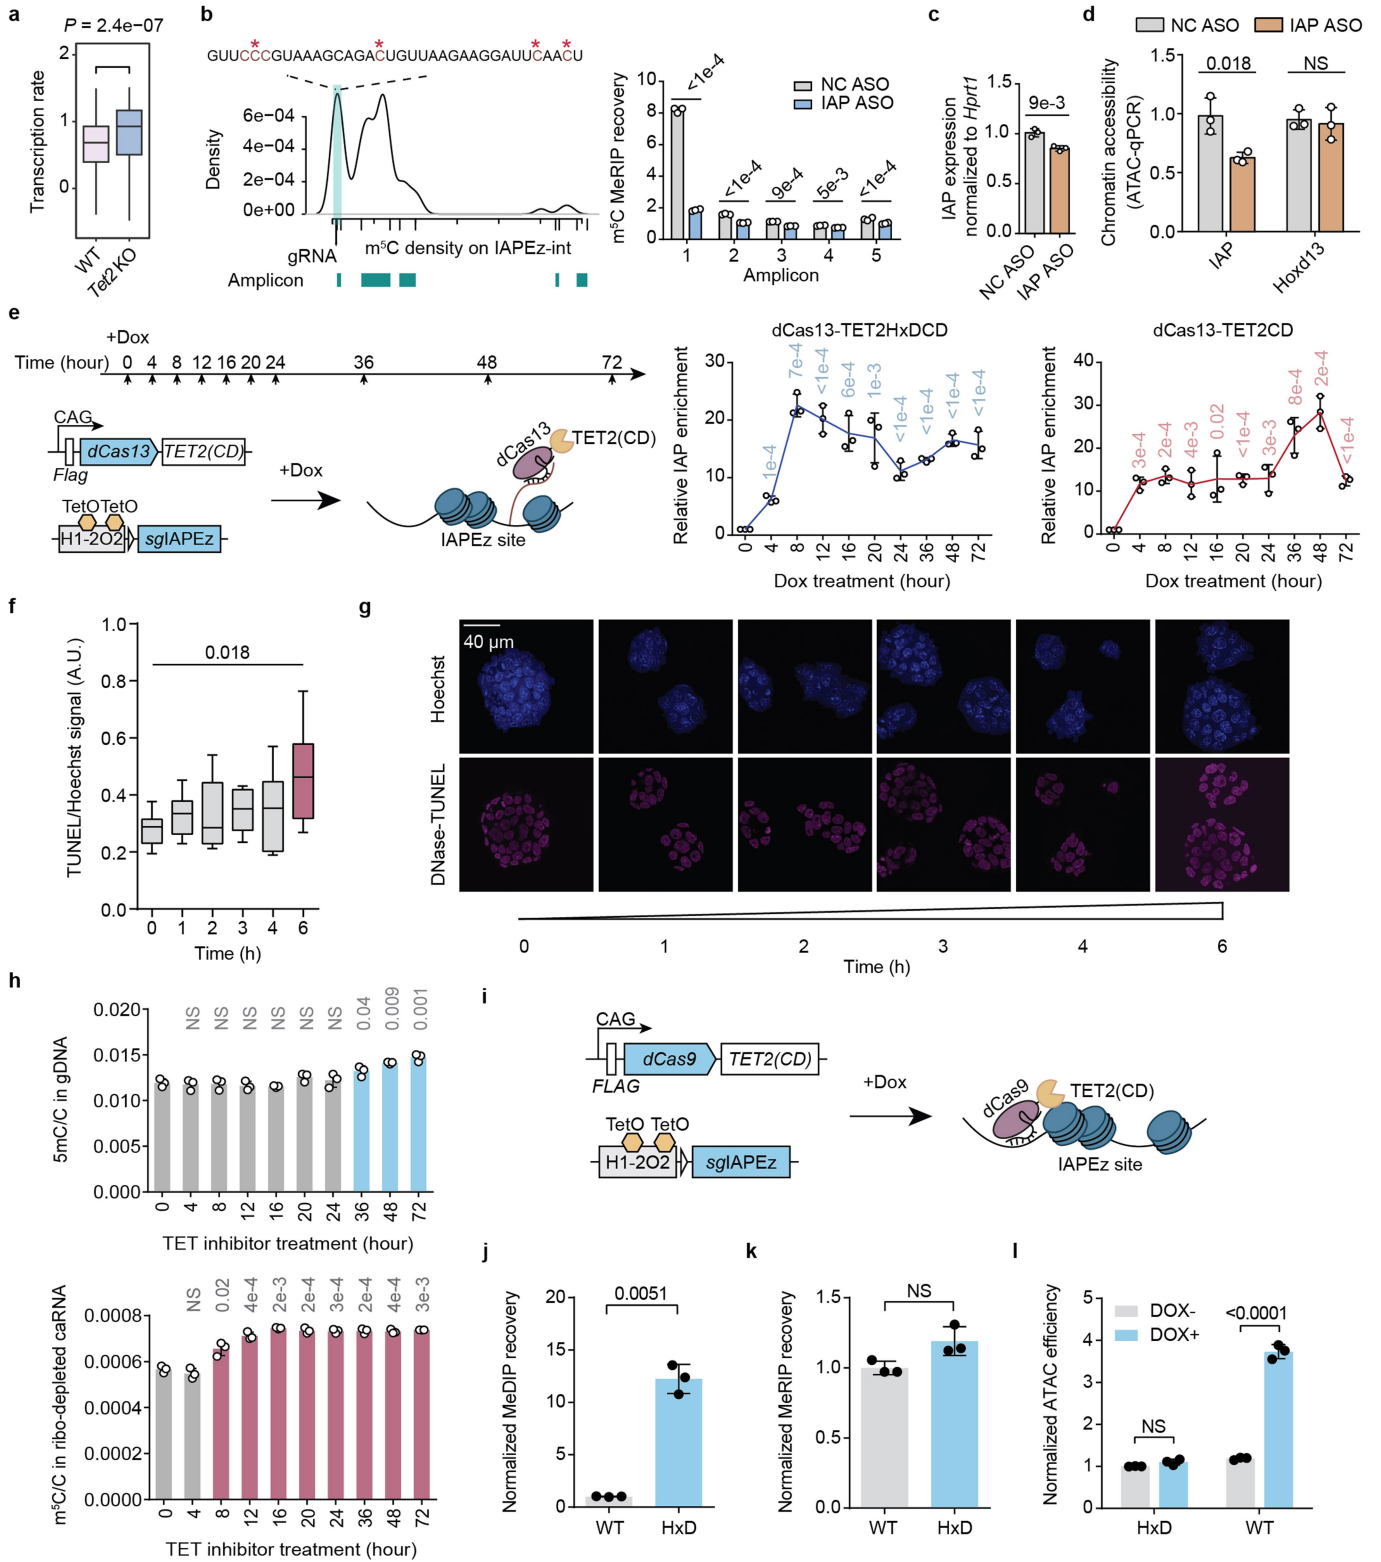 a
P = 2.4e−07
Transcription rate
2
1
0
WT
Tet2 KO
b
* * * *
GUUCCCGUAAAGCAGACUGUUAAGAAGGAUUCAACU
Density
6e−04
4e−04
2e−04
0e+00
gRNA
m⁵C density on IAPEz-int
Amplicon
m⁵C MeRIP recovery
10
8
6
4
2
0
<1e-4
<1e-4
9e-4
5e-3
<1e-4
NC ASO
IAP ASO
1 2 3 4 5
Amplicon
c
IAP expression
normalized to Hprt1
1.5
1.0
0.5
0.0
9e-3
NC ASO
IAP ASO
d
NC ASO
IAP ASO
Chromatin accessibility
(ATAC-qPCR)
1.5
1.0
0.5
0.0
0.018
NS
IAP
Hoxd13
e
+Dox
Time (hour) 0 4 8 12 16 20 24 36 48 72
CAG
dCas13 TET2(CD)
Flag
TetO TetO
H1-2O2 sgIAPEz
+Dox
dCas13
TET2(CD)
IAPEz site
dCas13-TET2HxDCD
Relative IAP enrichment
30
20
10
0
1e-4
7e-4
<1e-4
6e-4
1e-3
<1e-4
<1e-4
<1e-4
<1e-4
0 4 8 12 16 20 24 36 48 72
Dox treatment (hour)
dCas13-TET2CD
Relative IAP enrichment
40
30
20
10
0
3e-4
2e-4
4e-3
0.02
<1e-4
3e-3
8e-4
2e-4
<1e-4
0 4 8 12 16 20 24 36 48 72
Dox treatment (hour)
f
TUNEL/Hoechst signal (A.U.)
1.0
0.8
0.6
0.4
0.2
0.0
0.018
0 1 2 3 4 6
Time (h)
g
40 µm
Hoechst
DNase-TUNEL
0 1 2 3 4 6
Time (h)
h
5mC/C in gDNA
0.020
0.015
0.010
0.005
0.000
NS NS NS NS NS NS 0.04 0.009 0.001
0 4 8 12 16 20 24 36 48 72
TET inhibitor treatment (hour)
m⁵C/C in ribo-depleted caRNA
0.0008
0.0006
0.0004
0.0002
0.0000
NS 0.02 4e-4 2e-3 2e-4 3e-4 2e-4 4e-4 3e-3
0 4 8 12 16 20 24 36 48 72
TET inhibitor treatment (hour)
i
CAG
dCas9 TET2(CD)
FLAG
TetO TetO
H1-2O2 sgIAPEz
+Dox
dCas9
TET2(CD)
IAPEz site
j
Normalized MeDIP recovery
20
15
10
5
0
0.0051
WT HxD
k
Normalized MeRIP recovery
1.5
1.0
0.5
0.0
NS
WT HxD
l
Normalized ATAC efficiency
5
4
3
2
1
0
DOX-
DOX+
NS
<0.0001
HxD WT